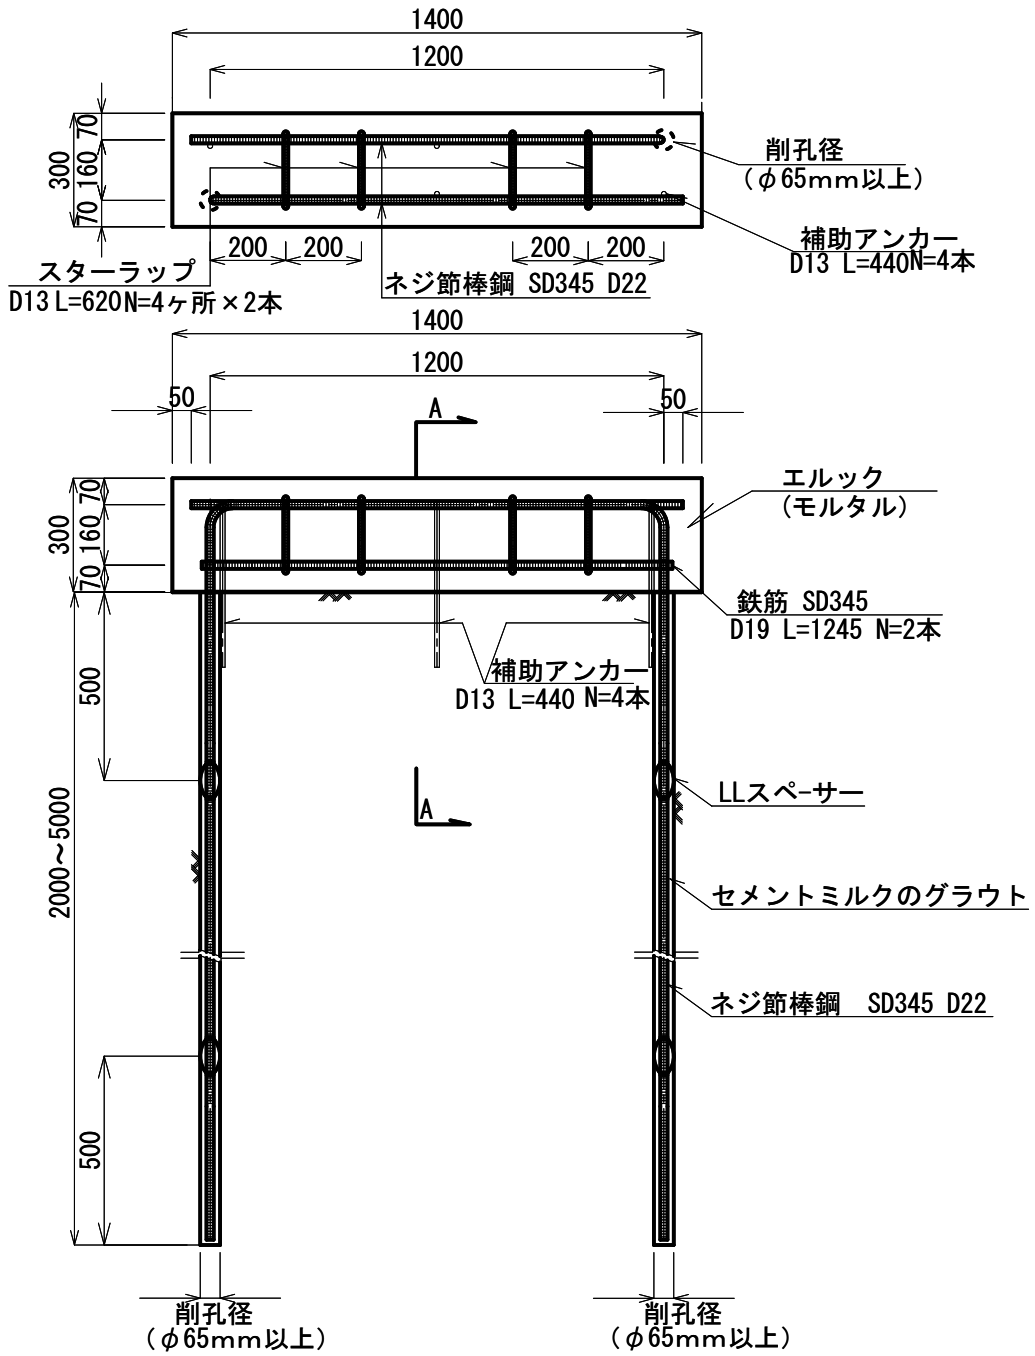 1400
1200
300
70
160
70
削孔径
(φ65mm以上)
200
200
200
200
補助アンカー
D13 L=440N=4本
スターラップ
D13 L=620N=4ヶ所×2本
ネジ節棒鋼 SD345 D22
1400
1200
50
50
A
300
70
160
70
エルック
(モルタル)
鉄筋 SD345
D19 L=1245 N=2本
補助アンカー
D13 L=440 N=4本
500
2000～5000
A
LLスペーサー
セメントミルクのグラウト
ネジ節棒鋼 SD345 D22
500
削孔径
(φ65mm以上)
削孔径
(φ65mm以上)